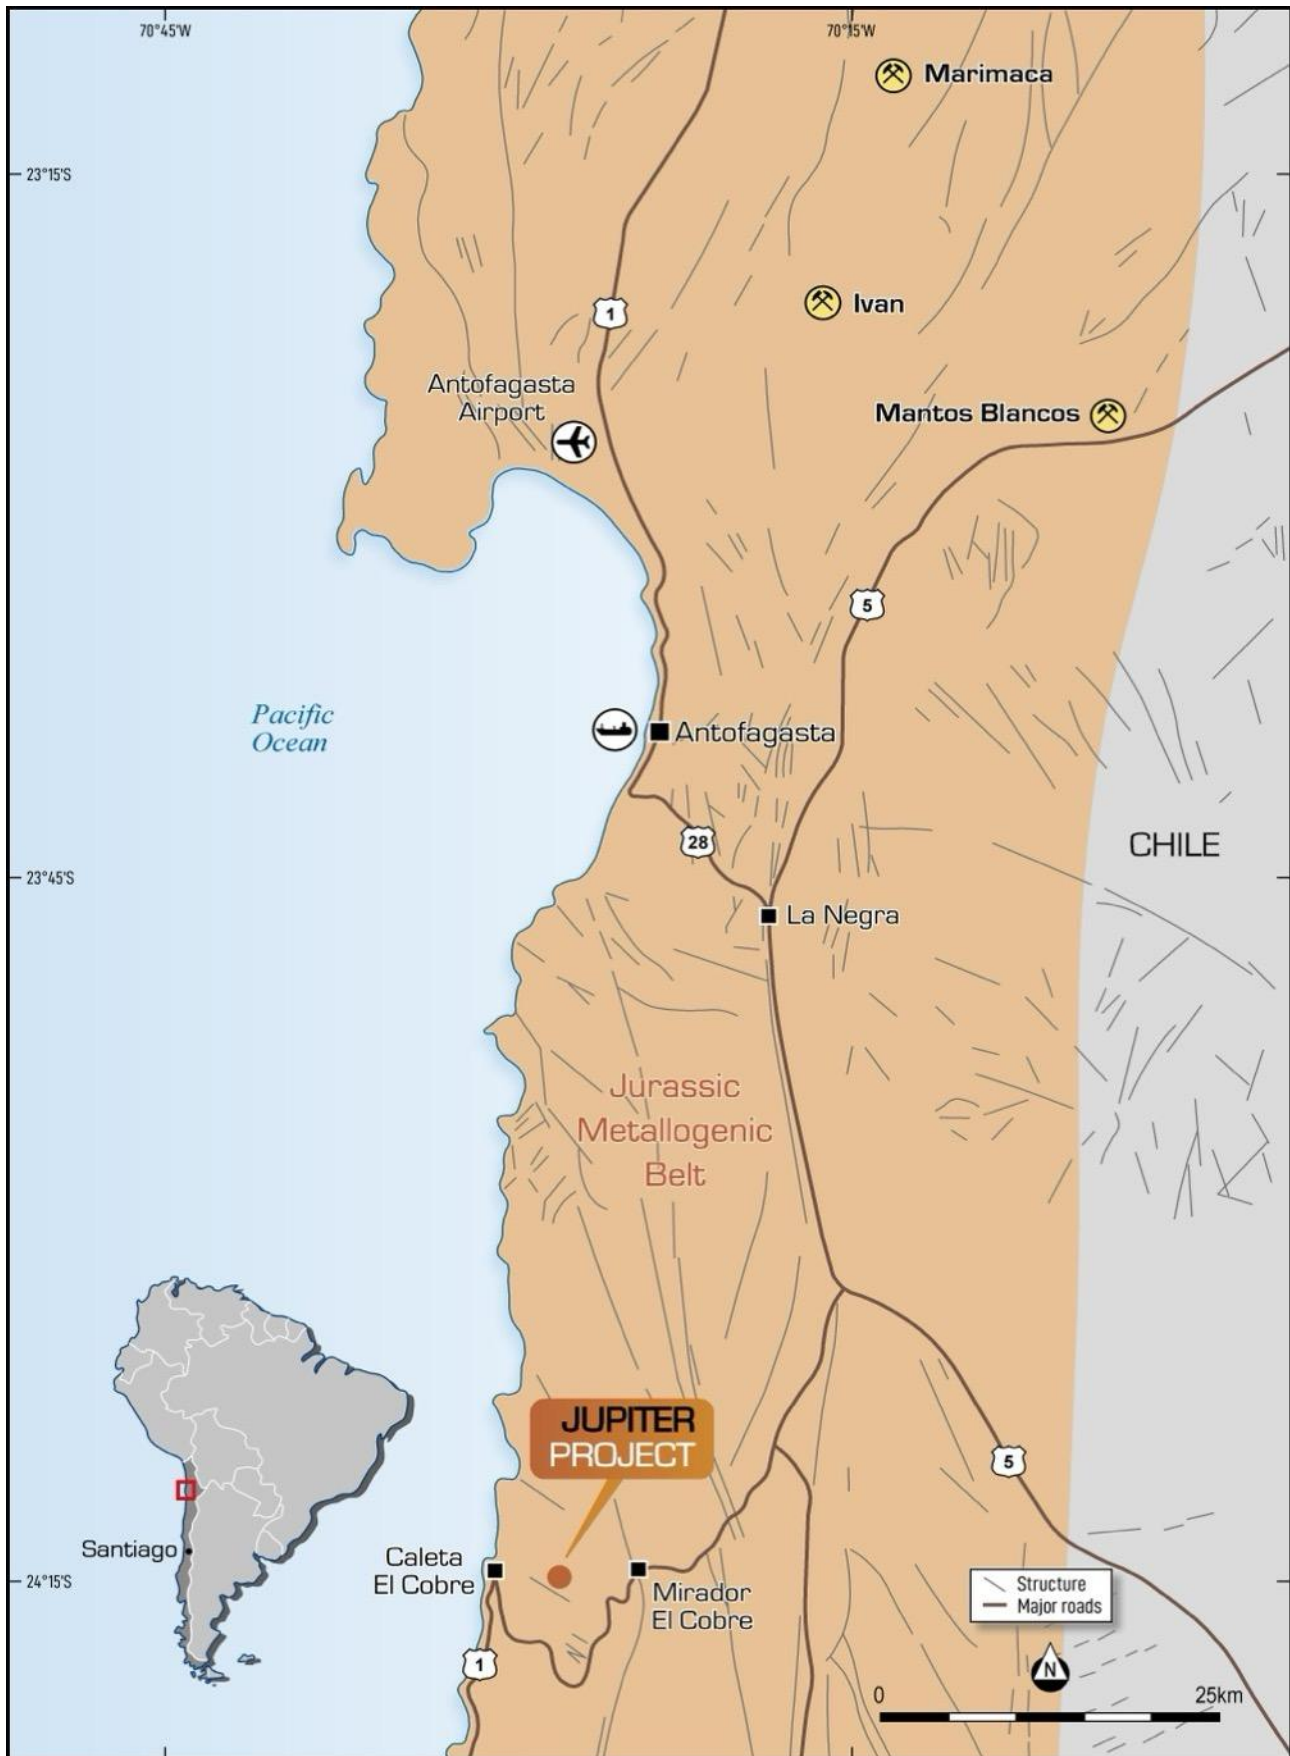 70°45'W
70°15'W
Marimaca
23°15'S
Ivan
1
Antofagasta
Airport
Mantos Blancos
5
Pacific
Ocean
Antofagasta
28
CHILE
23°45'S
La Negra
Jurassic
Metallogenic
Belt
JUPITER
PROJECT
5
Santiago
Caleta
El Cobre
24°15'S
Mirador
El Cobre
Structure
Major roads
1
N
0
25km